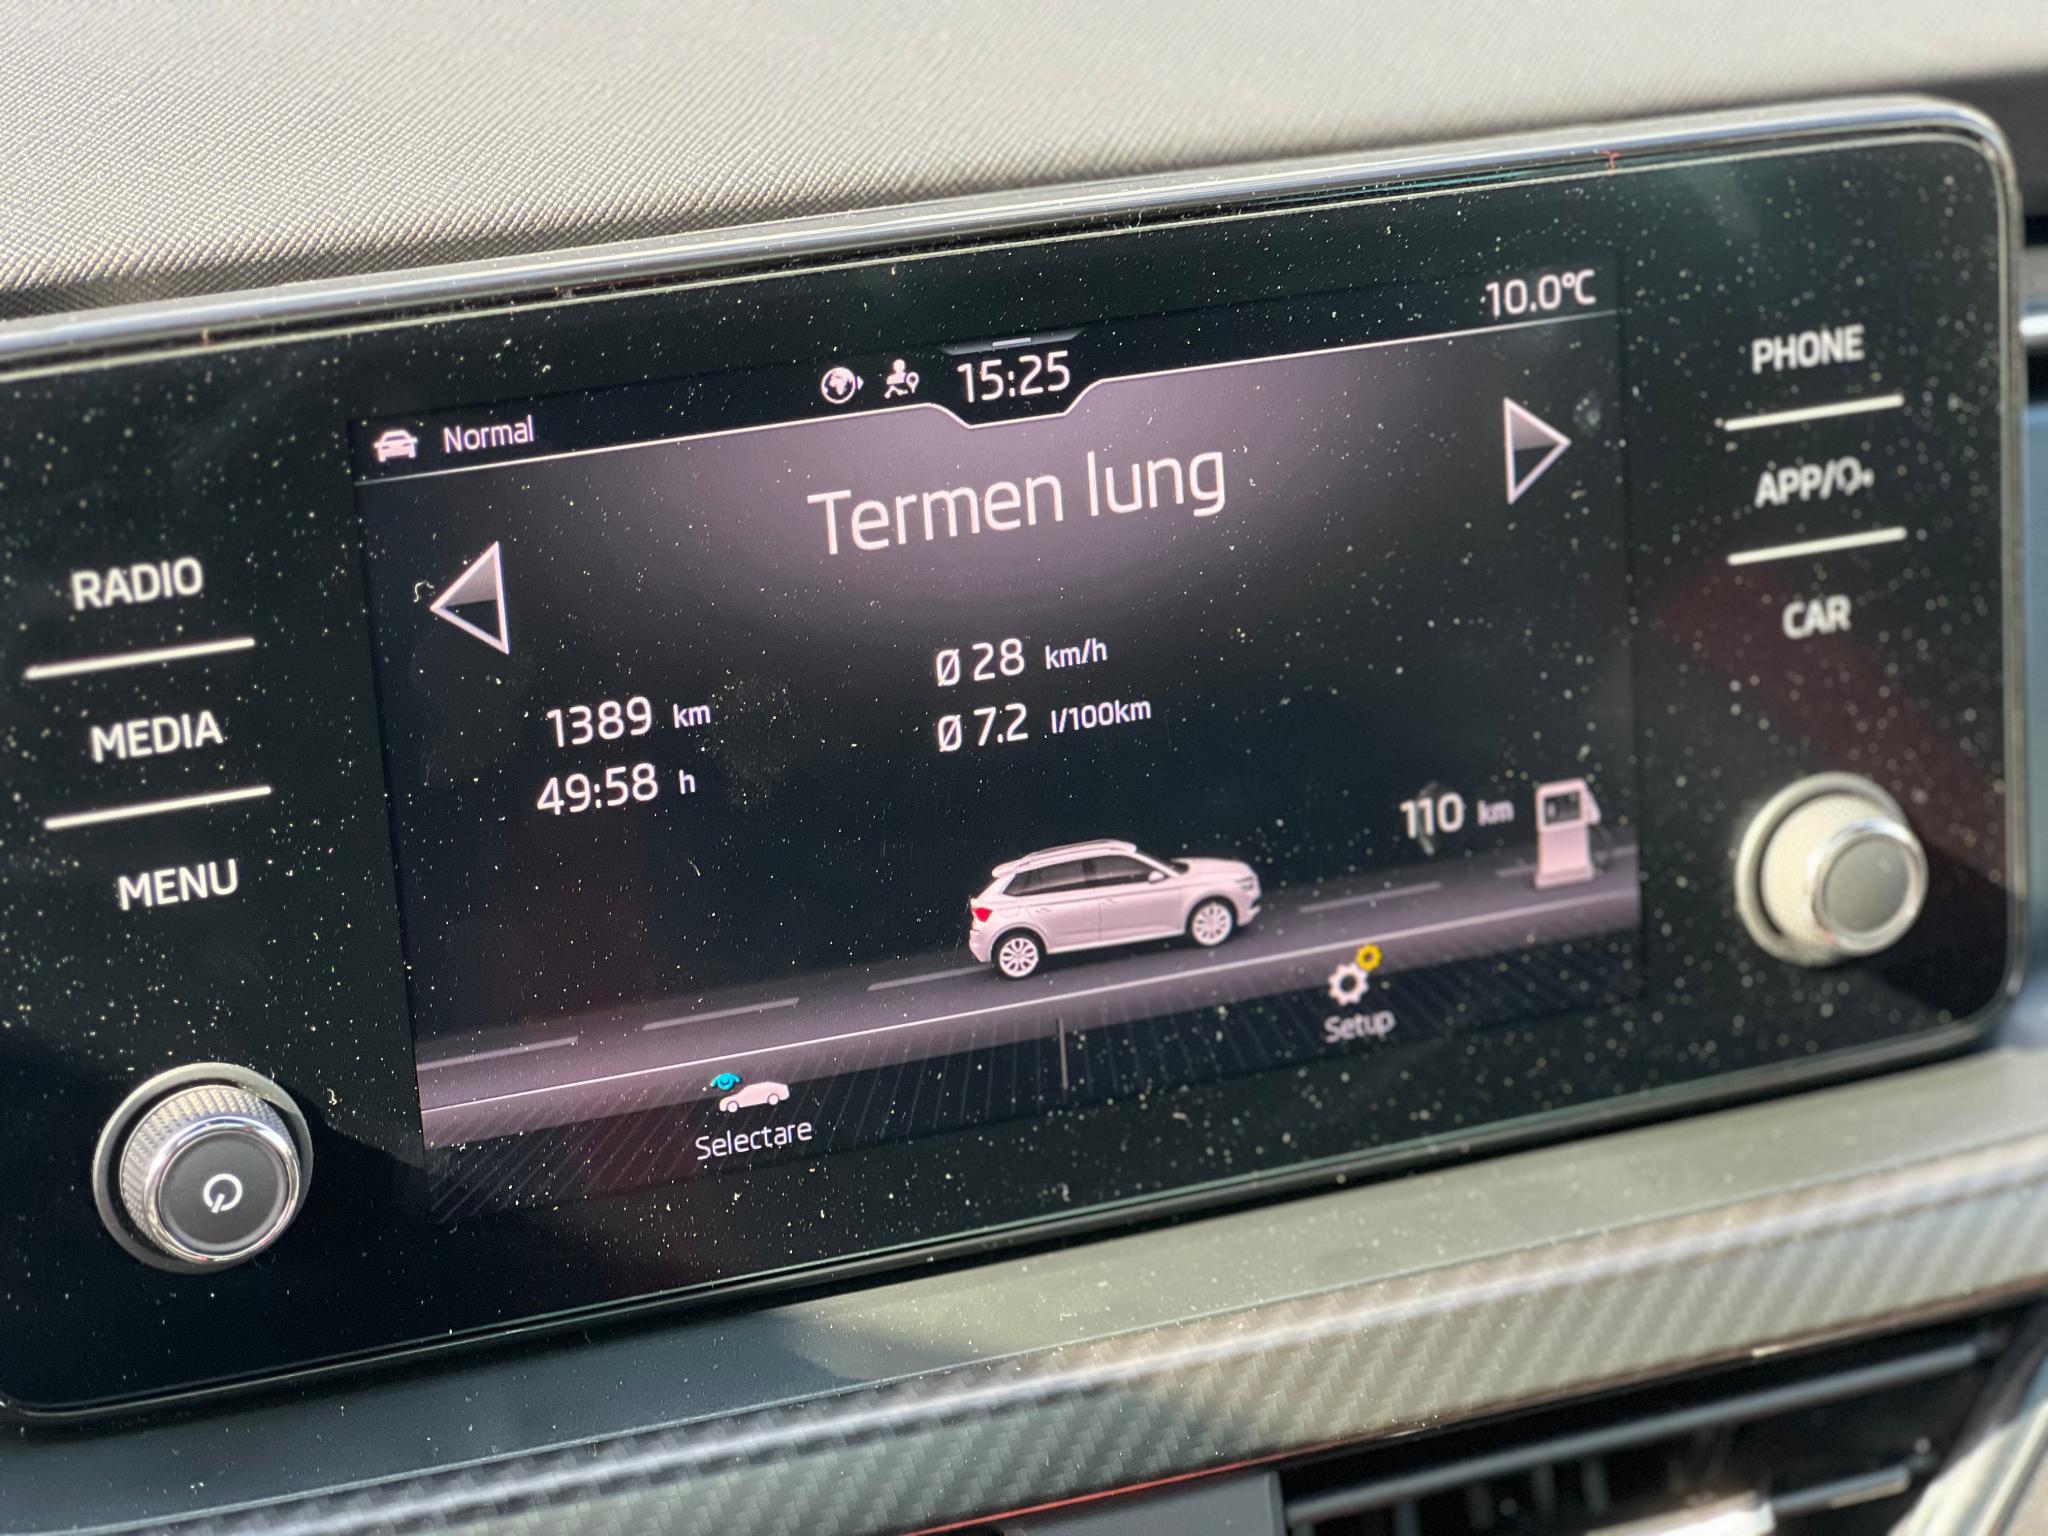 10.0°C
15:25
Normal
Termen lung
Ø 28 km/h
1389 km
Ø 7.2 l/100km
49:58 h
110 km
Setup
Selectare
RADIO
MEDIA
MENU
PHONE
APP/
CAR